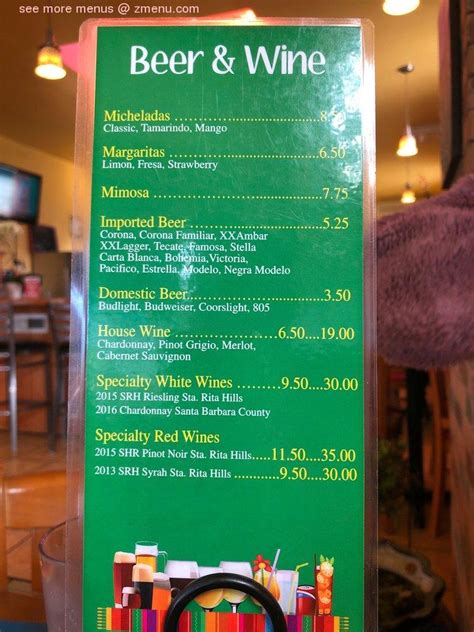 see more menus @ zmenu.com
Beer & Wine
Micheladas ..............................8.50
Classic, Tamarindo, Mango
Margaritas ..............................6.50
Limon, Fresa, Strawberry
Mimosa ..............................7.75
Imported Beer ..............................5.25
Corona, Corona Familiar, XXAmbar
XXLagger, Tecate, Famosa, Stella
Carta Blanca, Bohemia,Victoria,
Pacifico, Estrella, Modelo, Negra Modelo
Domestic Beer..............................3.50
Budlight, Budweiser, Coorslight, 805
House Wine ....................6.50....19.00
Chardonnay, Pinot Grigio, Merlot,
Cabernet Sauvignon
Specialty White Wines ..........9.50....30.00
2015 SRH Riesling Sta. Rita Hills
2016 Chardonnay Santa Barbara County
Specialty Red Wines
2015 SHR Pinot Noir Sta. Rita Hills.....11.50....35.00
2013 SRH Syrah Sta. Rita Hills ..........9.50....30.00